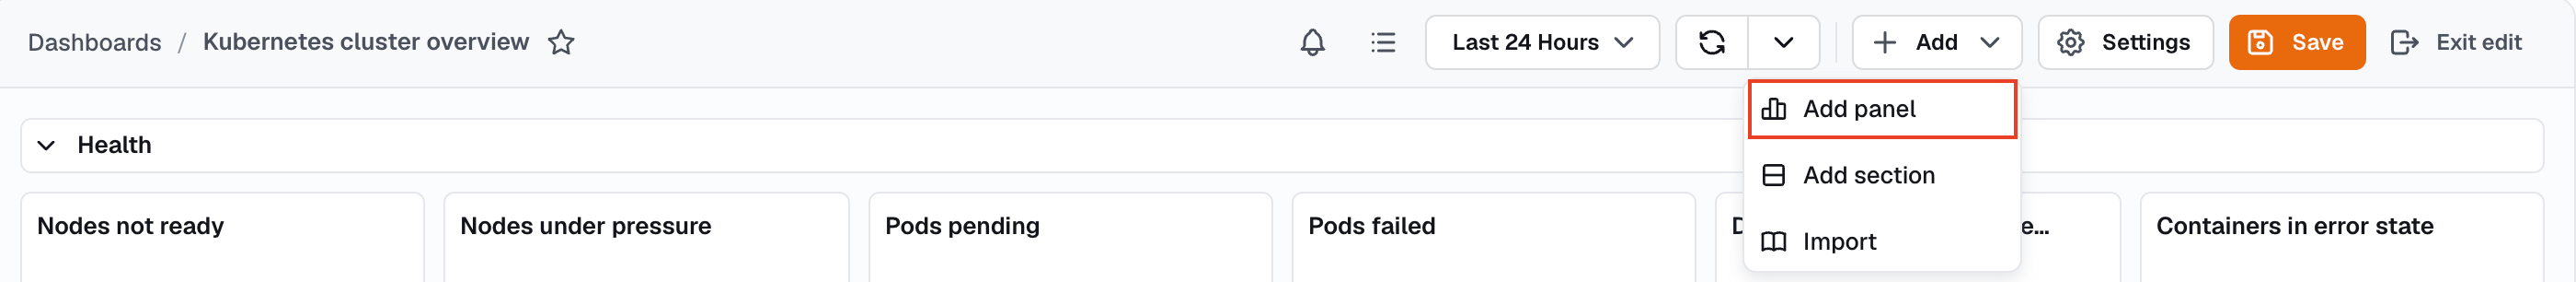 Dashboards / Kubernetes cluster overview
Last 24 Hours
Add
Settings
Save
Exit edit
Add panel
Add section
Import
Health
Nodes not ready
Nodes under pressure
Pods pending
Pods failed
Containers in error state